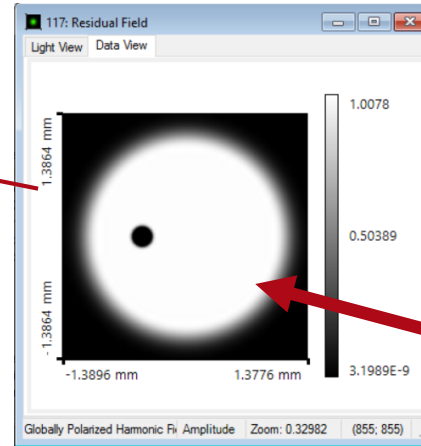 117: Residual Field
Light View Data View
1.0078
1.3864 mm
0.50389
- 1.3864 mm
3.1989E-9
-1.3896 mm 1.3776 mm
Globally Polarized Harmonic Fi Amplitude Zoom: 0.32982 (855; 855)